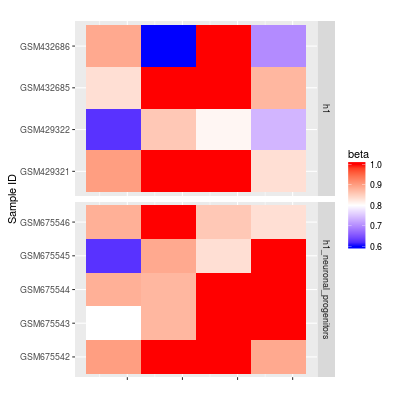 GSM432686
GSM432685
GSM429322
GSM429321
h1
GSM675546
GSM675545
GSM675544
GSM675543
GSM675542
h1_neuronal_progenitors
Sample ID
beta
1.0
0.9
0.8
0.7
0.6